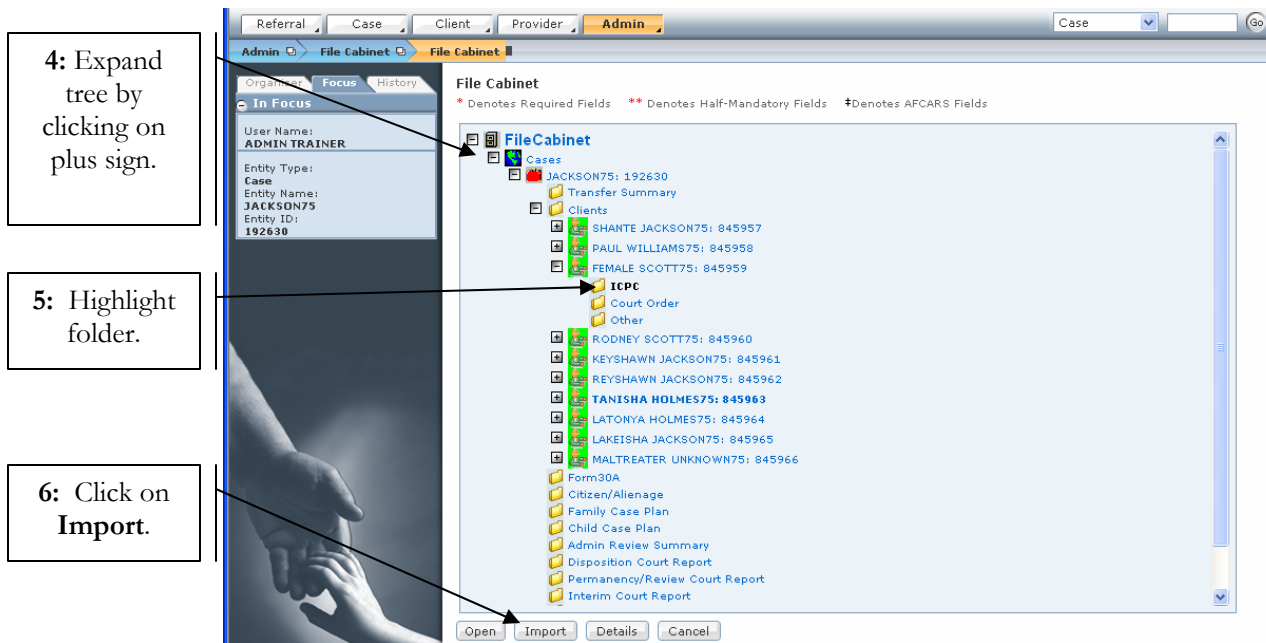 Referral Case Client Provider Admin Case Go
Admin File Cabinet File Cabinet
4: Expand
tree by
clicking on
plus sign.
5: Highlight
folder.
6: Click on
Import.
Organizer Focus History
In Focus
User Name:
ADMIN TRAINER
Entity Type:
Case
Entity Name:
JACKSON75
Entity ID:
192630
File Cabinet
* Denotes Required Fields ** Denotes Half-Mandatory Fields ‡Denotes AFCARS Fields
FileCabinet
Cases
JACKSON75: 192630
Transfer Summary
Clients
SHANTE JACKSON75: 845957
PAUL WILLIAMS75: 845958
FEMALE SCOTT75: 845959
ICPC
Court Order
Other
RODNEY SCOTT75: 845960
KEYSHAWN JACKSON75: 845961
REYSHAWN JACKSON75: 845962
TANISHA HOLMES75: 845963
LATONYA HOLMES75: 845964
LAKEISHA JACKSON75: 845965
MALTREATER UNKNOWN75: 845966
Form30A
Citizen/Alienage
Family Case Plan
Child Case Plan
Admin Review Summary
Disposition Court Report
Permanency/Review Court Report
Interim Court Report
Open Import Details Cancel